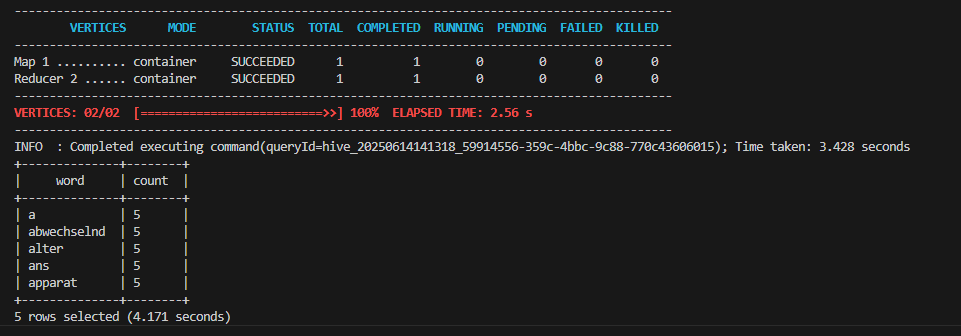 ----------------------------------------------------------------------------------------------
        VERTICES      MODE        STATUS  TOTAL  COMPLETED  RUNNING  PENDING  FAILED  KILLED
----------------------------------------------------------------------------------------------
Map 1 .......... container     SUCCEEDED      1          1        0        0       0       0
Reducer 2 ...... container     SUCCEEDED      1          1        0        0       0       0
----------------------------------------------------------------------------------------------
VERTICES: 02/02  [==========================>>] 100%  ELAPSED TIME: 2.56 s
----------------------------------------------------------------------------------------------
INFO  : Completed executing command(queryId=hive_20250614141318_59914556-359c-4bbc-9c88-770c43606015); Time taken: 3.428 seconds
+--------------+--------+
|     word     | count  |
+--------------+--------+
| a            | 5      |
| abwechselnd  | 5      |
| alter        | 5      |
| ans          | 5      |
| apparat      | 5      |
+--------------+--------+
5 rows selected (4.171 seconds)